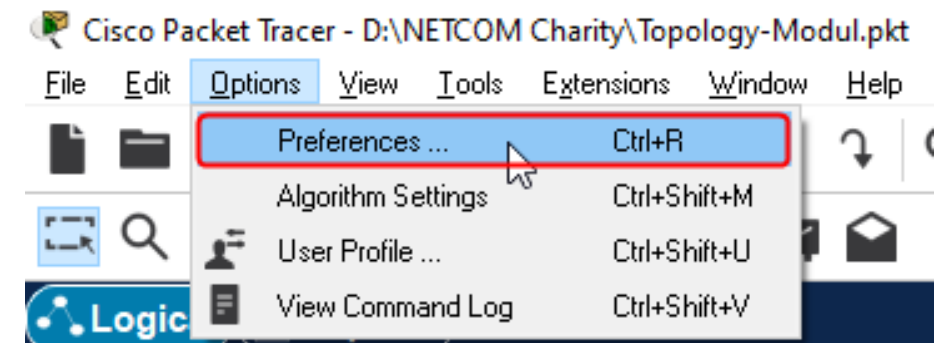 Cisco Packet Tracer - D:\NETCOM Charity\Topology-Modul.pkt
File Edit Options View Tools Extensions Window Help
Preferences ... Ctrl+R
Algorithm Settings Ctrl+Shift+M
User Profile ... Ctrl+Shift+U
View Command Log Ctrl+Shift+V
Logic